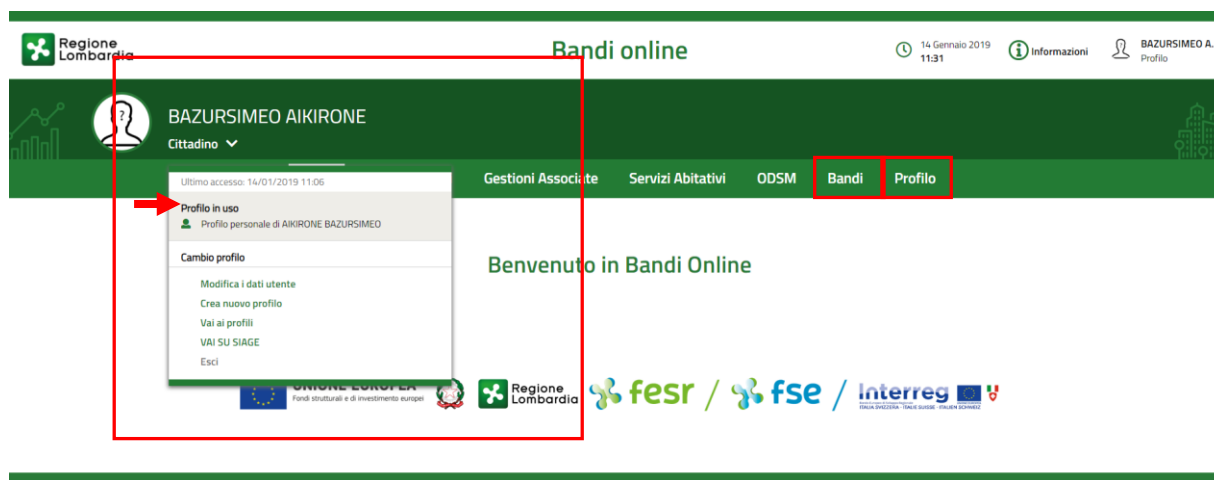 Regione
Lombardia
Bandi online
14 Gennaio 2019
11:31
Informazioni
BAZURSIMEO A.
Profilo
BAZURSIMEO AIKIRONE
Cittadino
Gestioni Associate Servizi Abitativi ODSM Bandi Profilo
Ultimo accesso: 14/01/2019 11:06
Profilo in uso
Profilo personale di AIKIRONE BAZURSIMEO
Cambio profilo
Modifica i dati utente
Crea nuovo profilo
Vai ai profili
VAI SU SIAGE
Esci
Benvenuto in Bandi Online
UNIONE EUROPEA
Fondi strutturali e di investimento europei
Regione
Lombardia
fesr / fse / Interreg